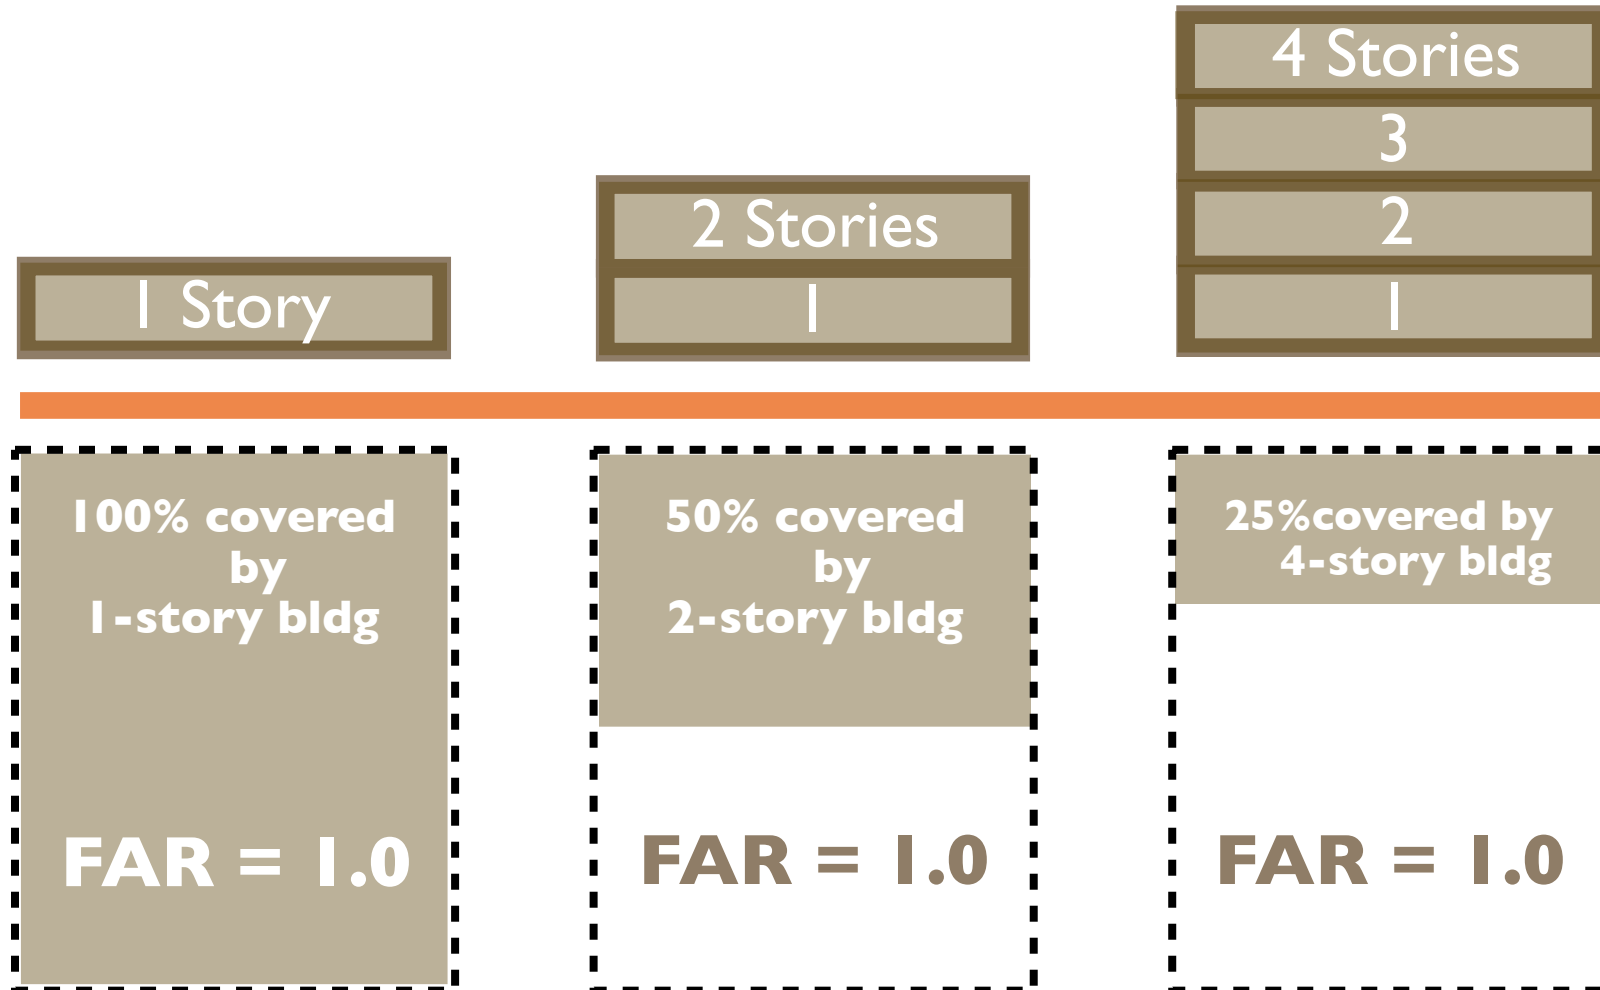 4 Stories
3
2 Stories
2
1 Story
1
1
100% covered
by
1-story bldg
50% covered
by
2-story bldg
25%covered by
4-story bldg
FAR = 1.0
FAR = 1.0
FAR = 1.0